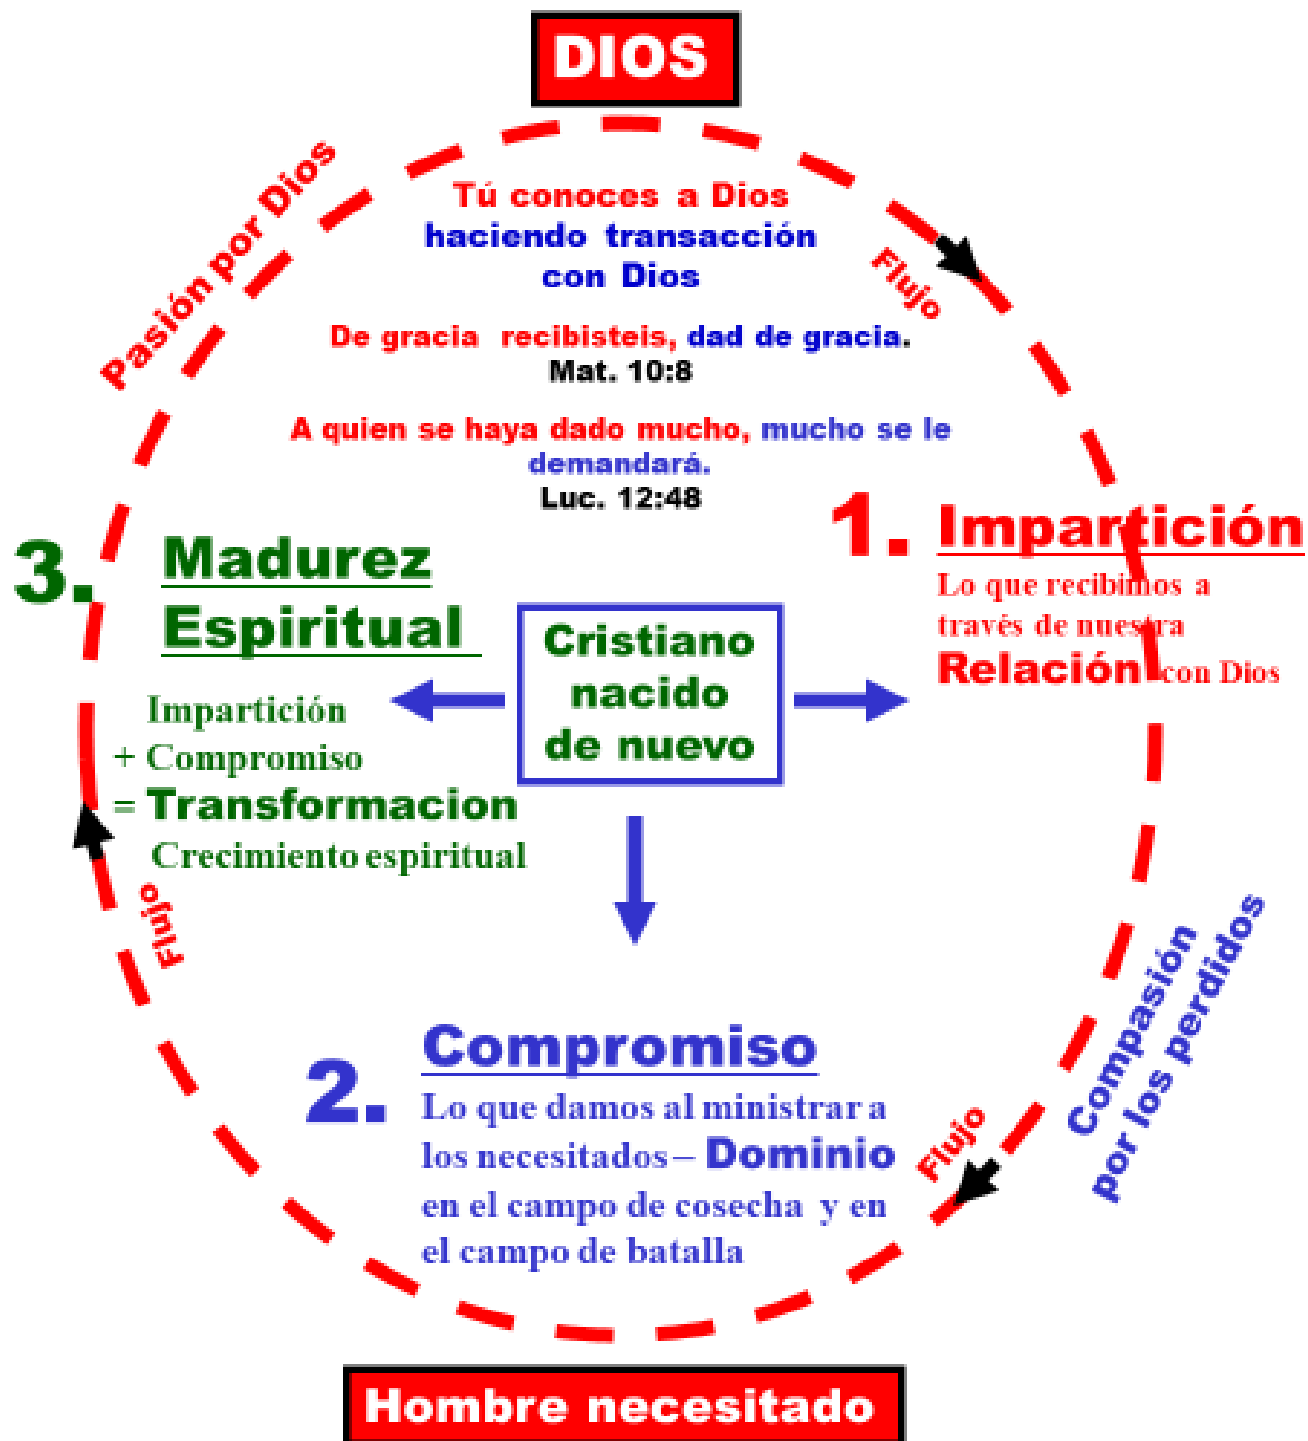 DIOS
Pasión por Dios
Tú conoces a Dios
haciendo transacción
con Dios
Flujo
De gracia recibisteis, dad de gracia.
Mat. 10:8
A quien se haya dado mucho, mucho se le
demandará.
Luc. 12:48
1. Impartición
Lo que recibimos a
través de nuestra
Relación con Dios
3. Madurez
Espiritual
Impartición
+ Compromiso
= Transformacion
Crecimiento espiritual
Cristiano
nacido
de nuevo
Flujo
Compasión
por los perdidos
2. Compromiso
Lo que damos al ministrar a
los necesitados – Dominio
en el campo de cosecha y en
el campo de batalla
Flujo
Hombre necesitado